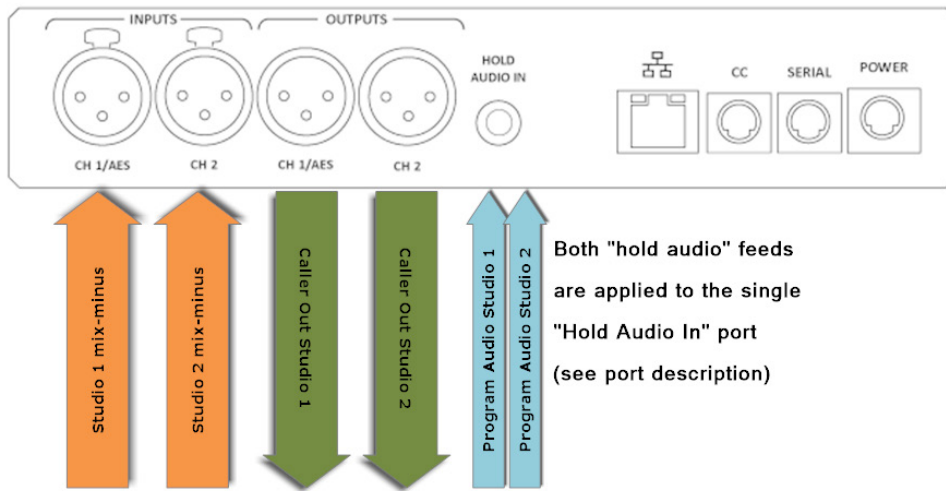 INPUTS
OUTPUTS
HOLD
AUDIO IN
CC
SERIAL
POWER
CH 1/AES
CH 2
CH 1/AES
CH 2
Studio 1 mix-minus
Studio 2 mix-minus
Caller Out Studio 1
Caller Out Studio 2
Program Audio Studio 1
Program Audio Studio 2
Both "hold audio" feeds
are applied to the single
"Hold Audio In" port
(see port description)